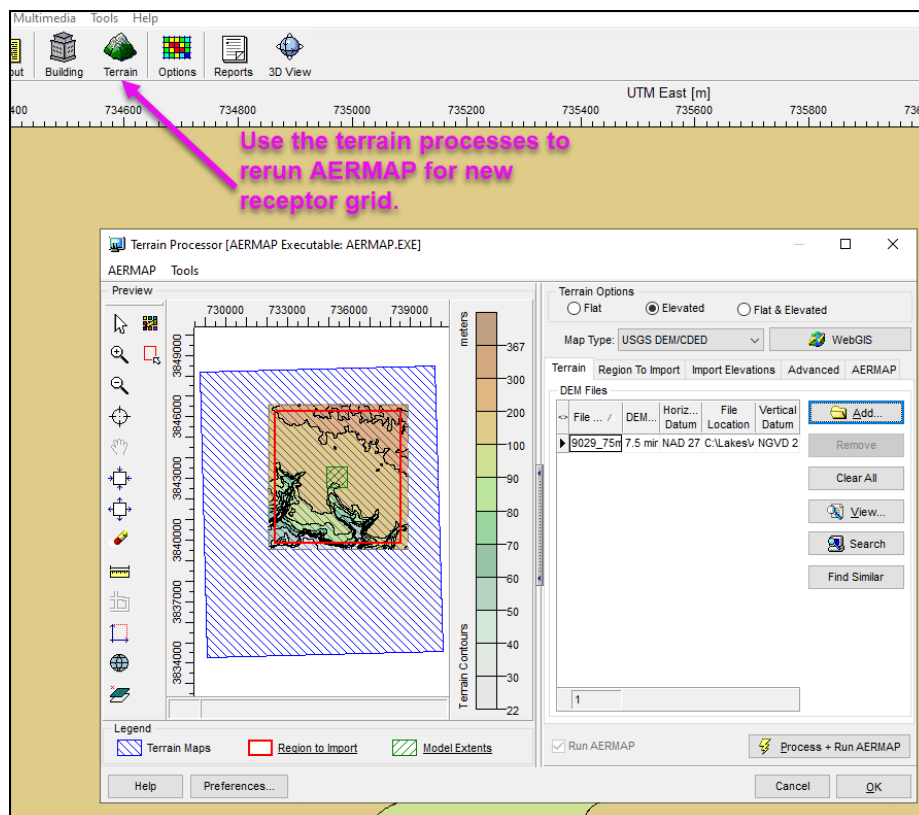 Multimedia Tools Help
out Building Terrain Options Reports 3D View
UTM East [m]
400 734600 734800 735000 735200 735400 735600 735800 736
Use the terrain processes to
rerun AERMAP for new
receptor grid.
Terrain Processor [AERMAP Executable: AERMAP.EXE]
AERMAP Tools
Preview
730000 733000 736000 739000
3849000
3846000
3843000
3840000
3837000
3834000
meters
367
300
200
100
90
80
70
60
50
40
30
22
Terrain Contours
Legend
Terrain Maps Region to Import Model Extents
Help Preferences...
Terrain Options
Flat Elevated Flat & Elevated
Map Type: USGS DEM/CDED WebGIS
Terrain Region To Import Import Elevations Advanced AERMAP
DEM Files
<> File ... / DEM... Horiz... Datum File Location Vertical Datum
9029_75m 7.5 mir NAD 27 C:\Lakes\ NGVD 2
Add...
Remove
Clear All
View...
Search
Find Similar
1
Run AERMAP Process + Run AERMAP
Cancel OK